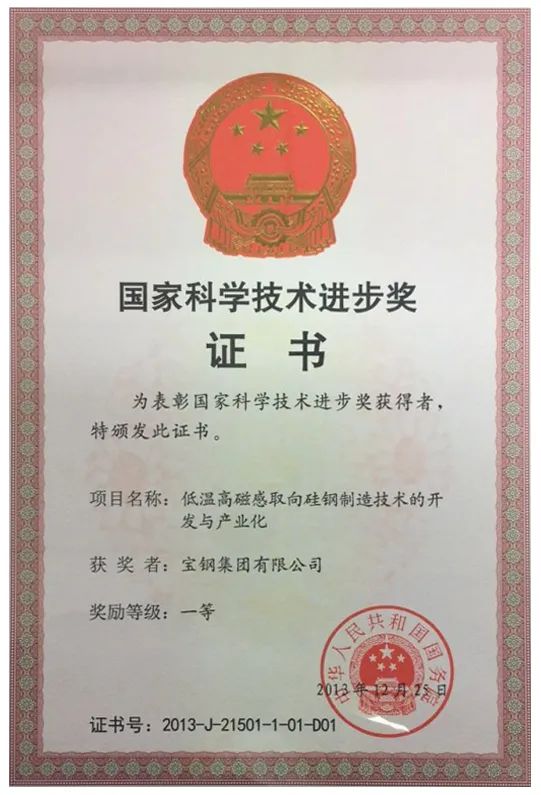 国家科学技术进步奖
证 书
为表彰国家科学技术进步奖获得者，
特颁发此证书。
项目名称：低温高磁感取向硅钢制造技术的开
发与产业化
获 奖 者：宝钢集团有限公司
奖励等级：一等
中华人民共和国国务院
2013年12月25日
证书号：2013-J-21501-1-01-D01